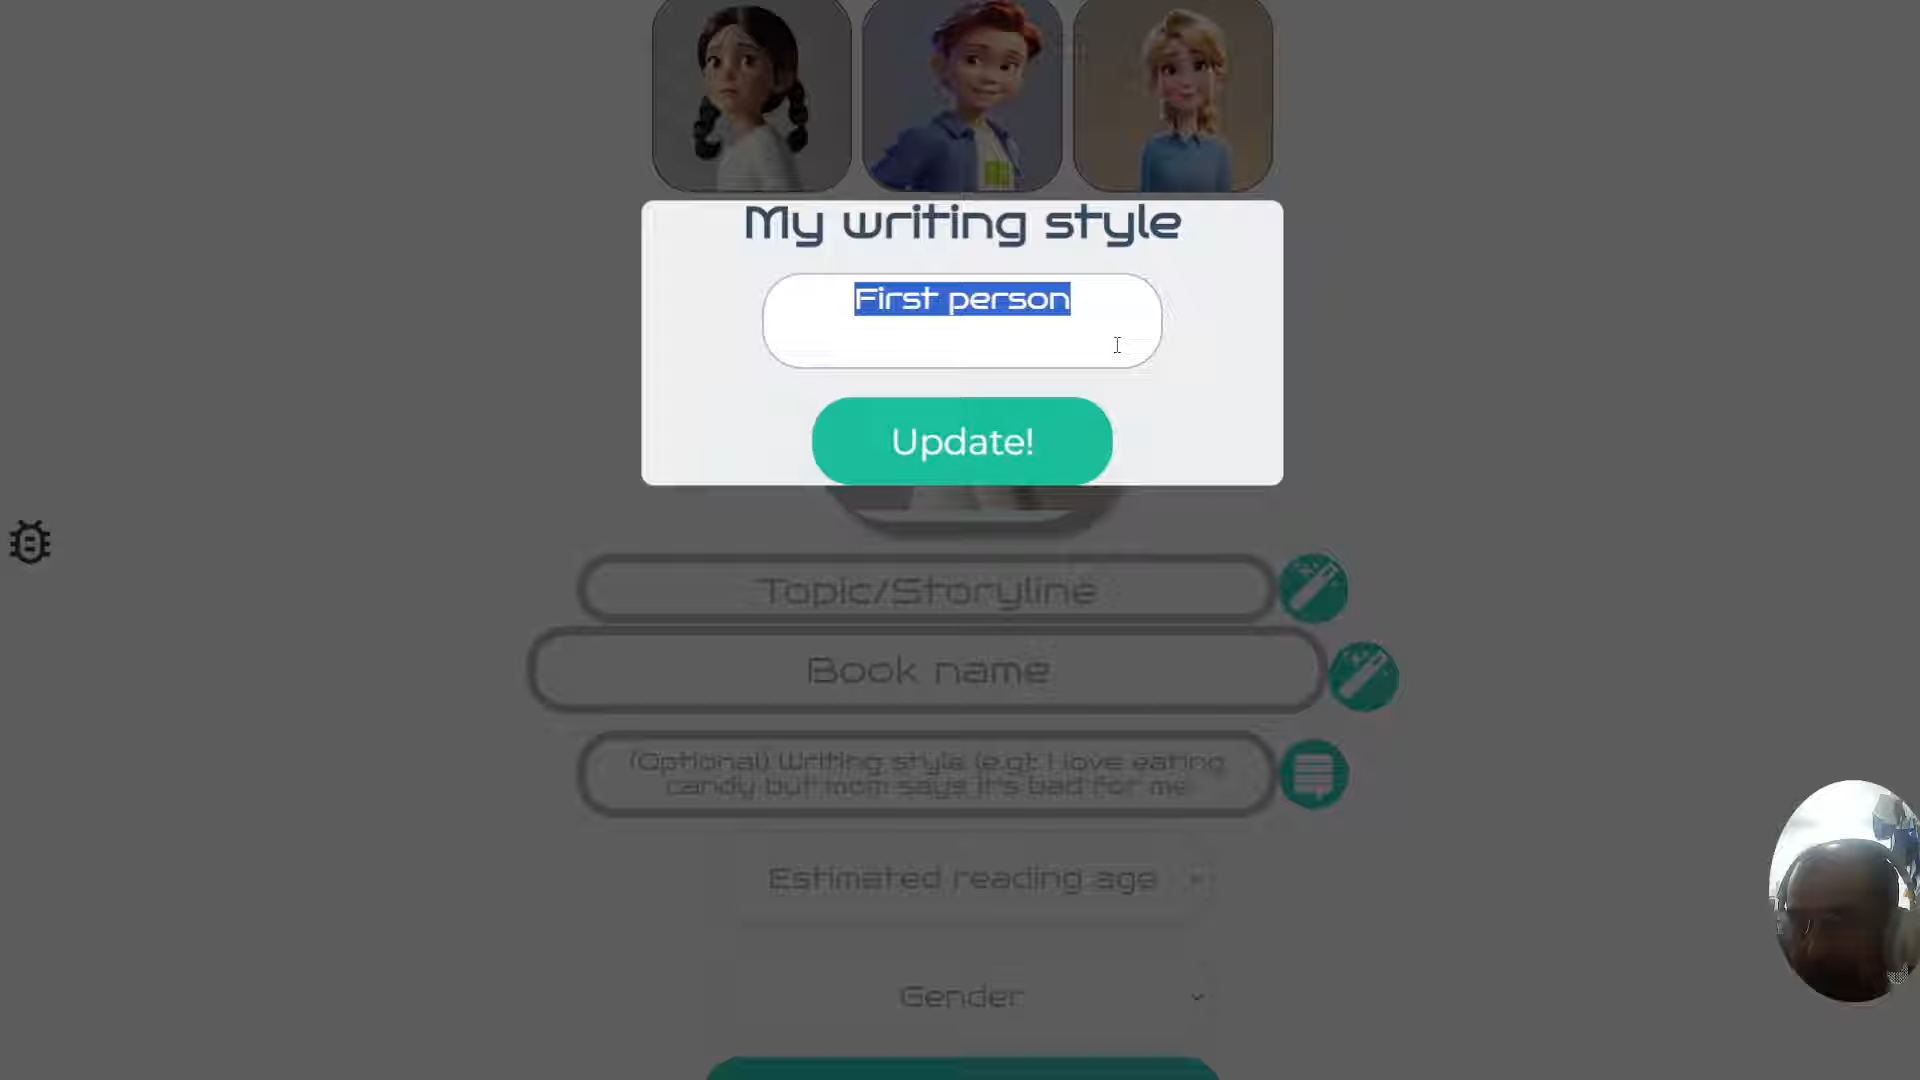 My writing style
First person
Update!
Topic/Storyline
Book name
(Optional) Writing style (e.g: I love eating
candy but mom says it's bad for me
Estimated reading age
Gender